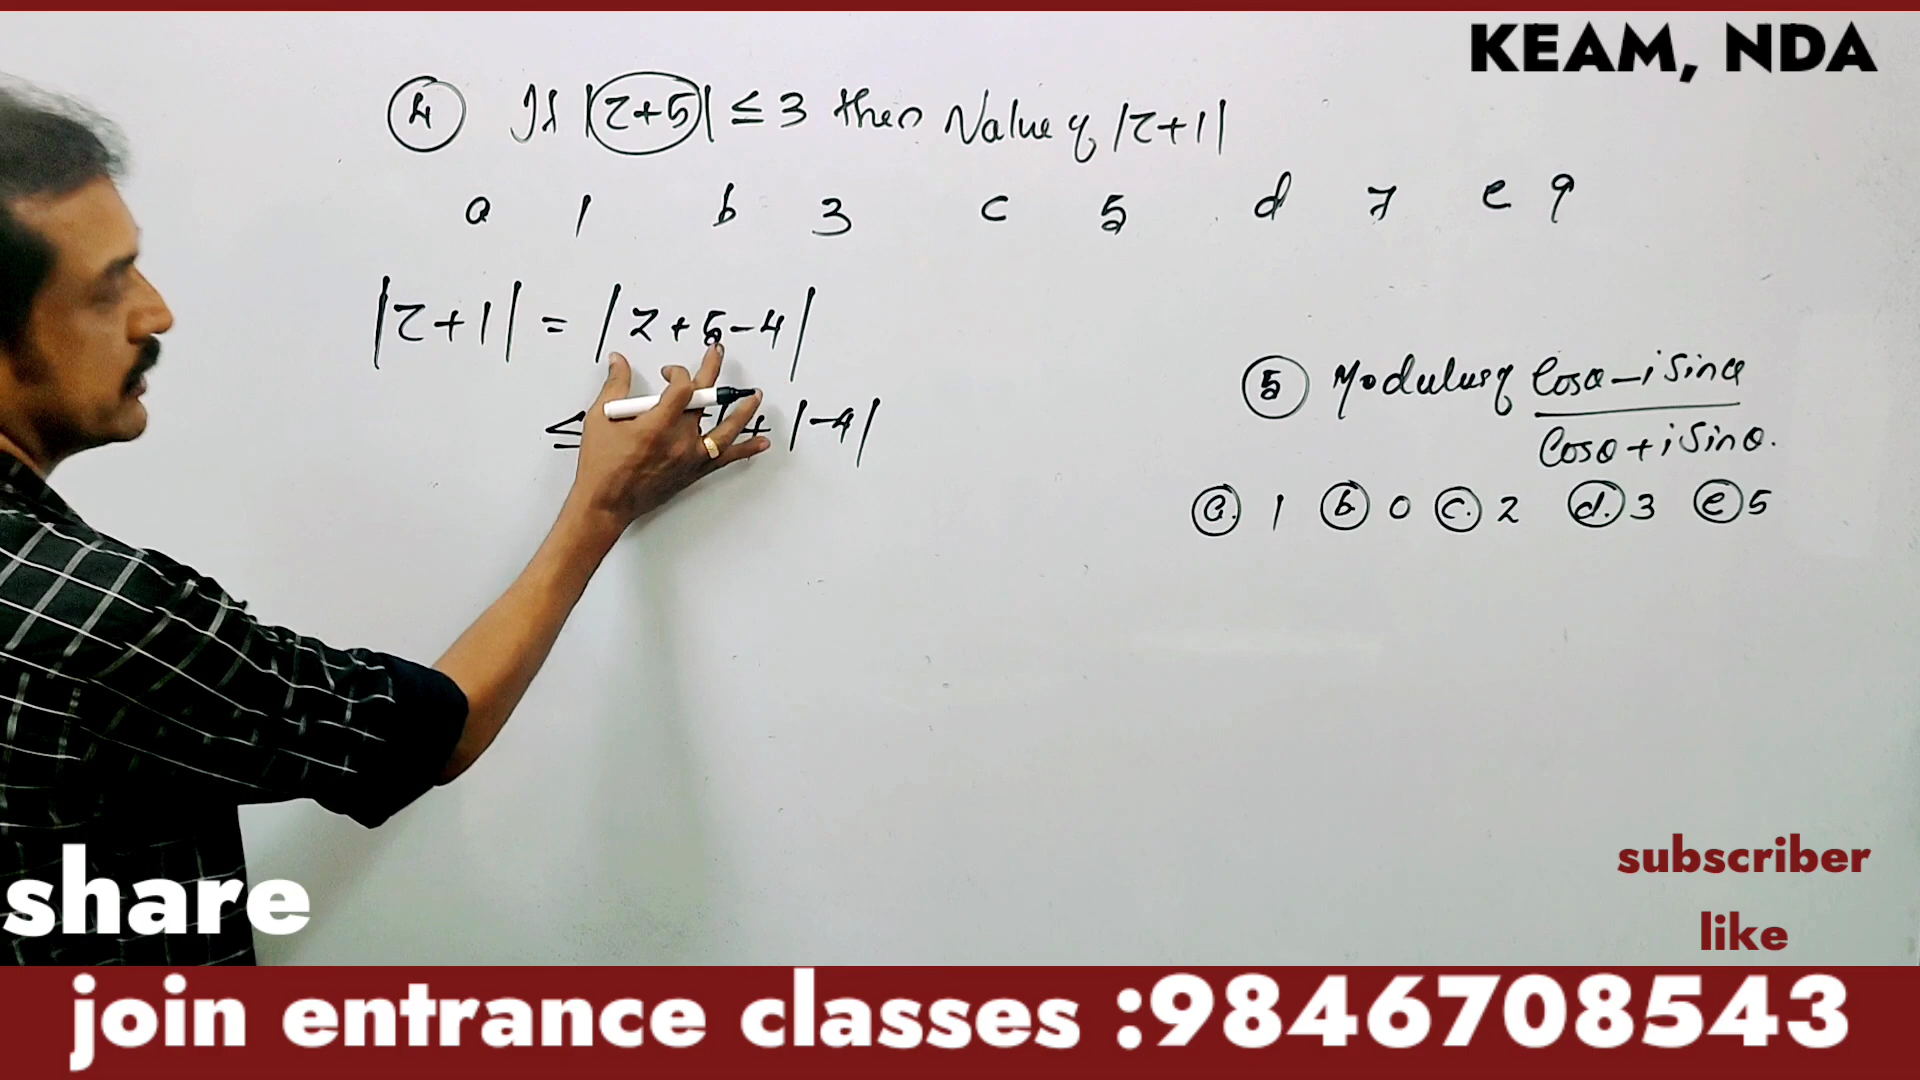 KEAM, NDA
4 If |z+5| ≤ 3 then Value of |z+1|
a 1 b 3 c 5 d 7 e 9
|z+1| = |z+5-4|
≤ + |-4|
5 Modulus of cosθ-i sinθ
cosθ+i sinθ.
a. 1 b 0 c. 2 d. 3 e 5
share
subscriber
like
join entrance classes :9846708543